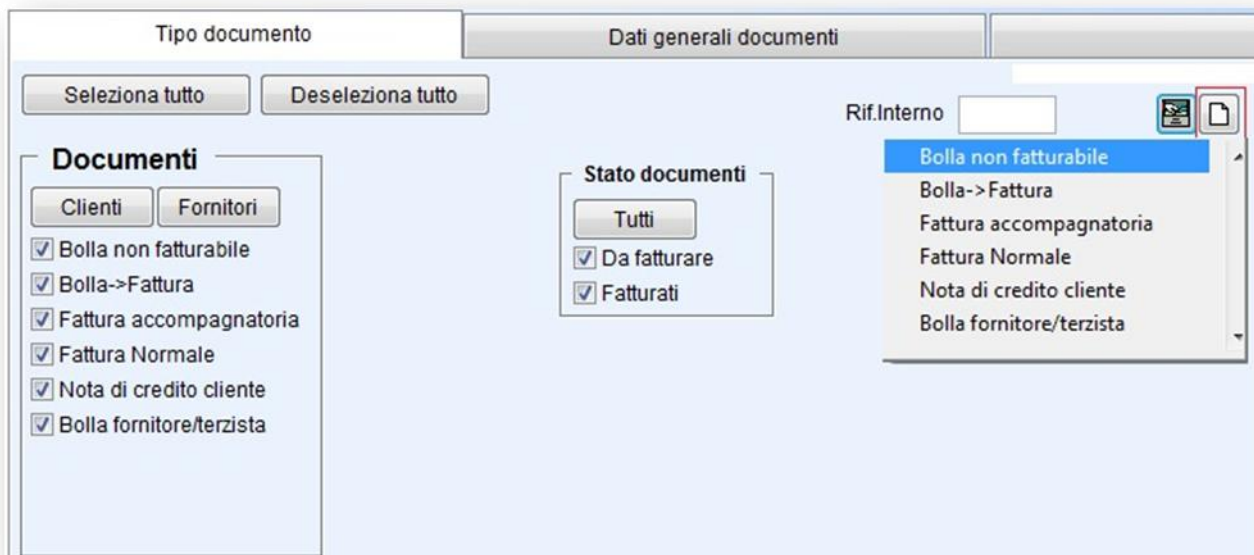 Tipo documento
Dati generali documenti
Seleziona tutto
Deseleziona tutto
Rif.Interno
Documenti
Clienti
Fornitori
Bolla non fatturabile
Bolla->Fattura
Fattura accompagnatoria
Fattura Normale
Nota di credito cliente
Bolla fornitore/terzista
Stato documenti
Tutti
Da fatturare
Fatturati
Bolla non fatturabile
Bolla->Fattura
Fattura accompagnatoria
Fattura Normale
Nota di credito cliente
Bolla fornitore/terzista